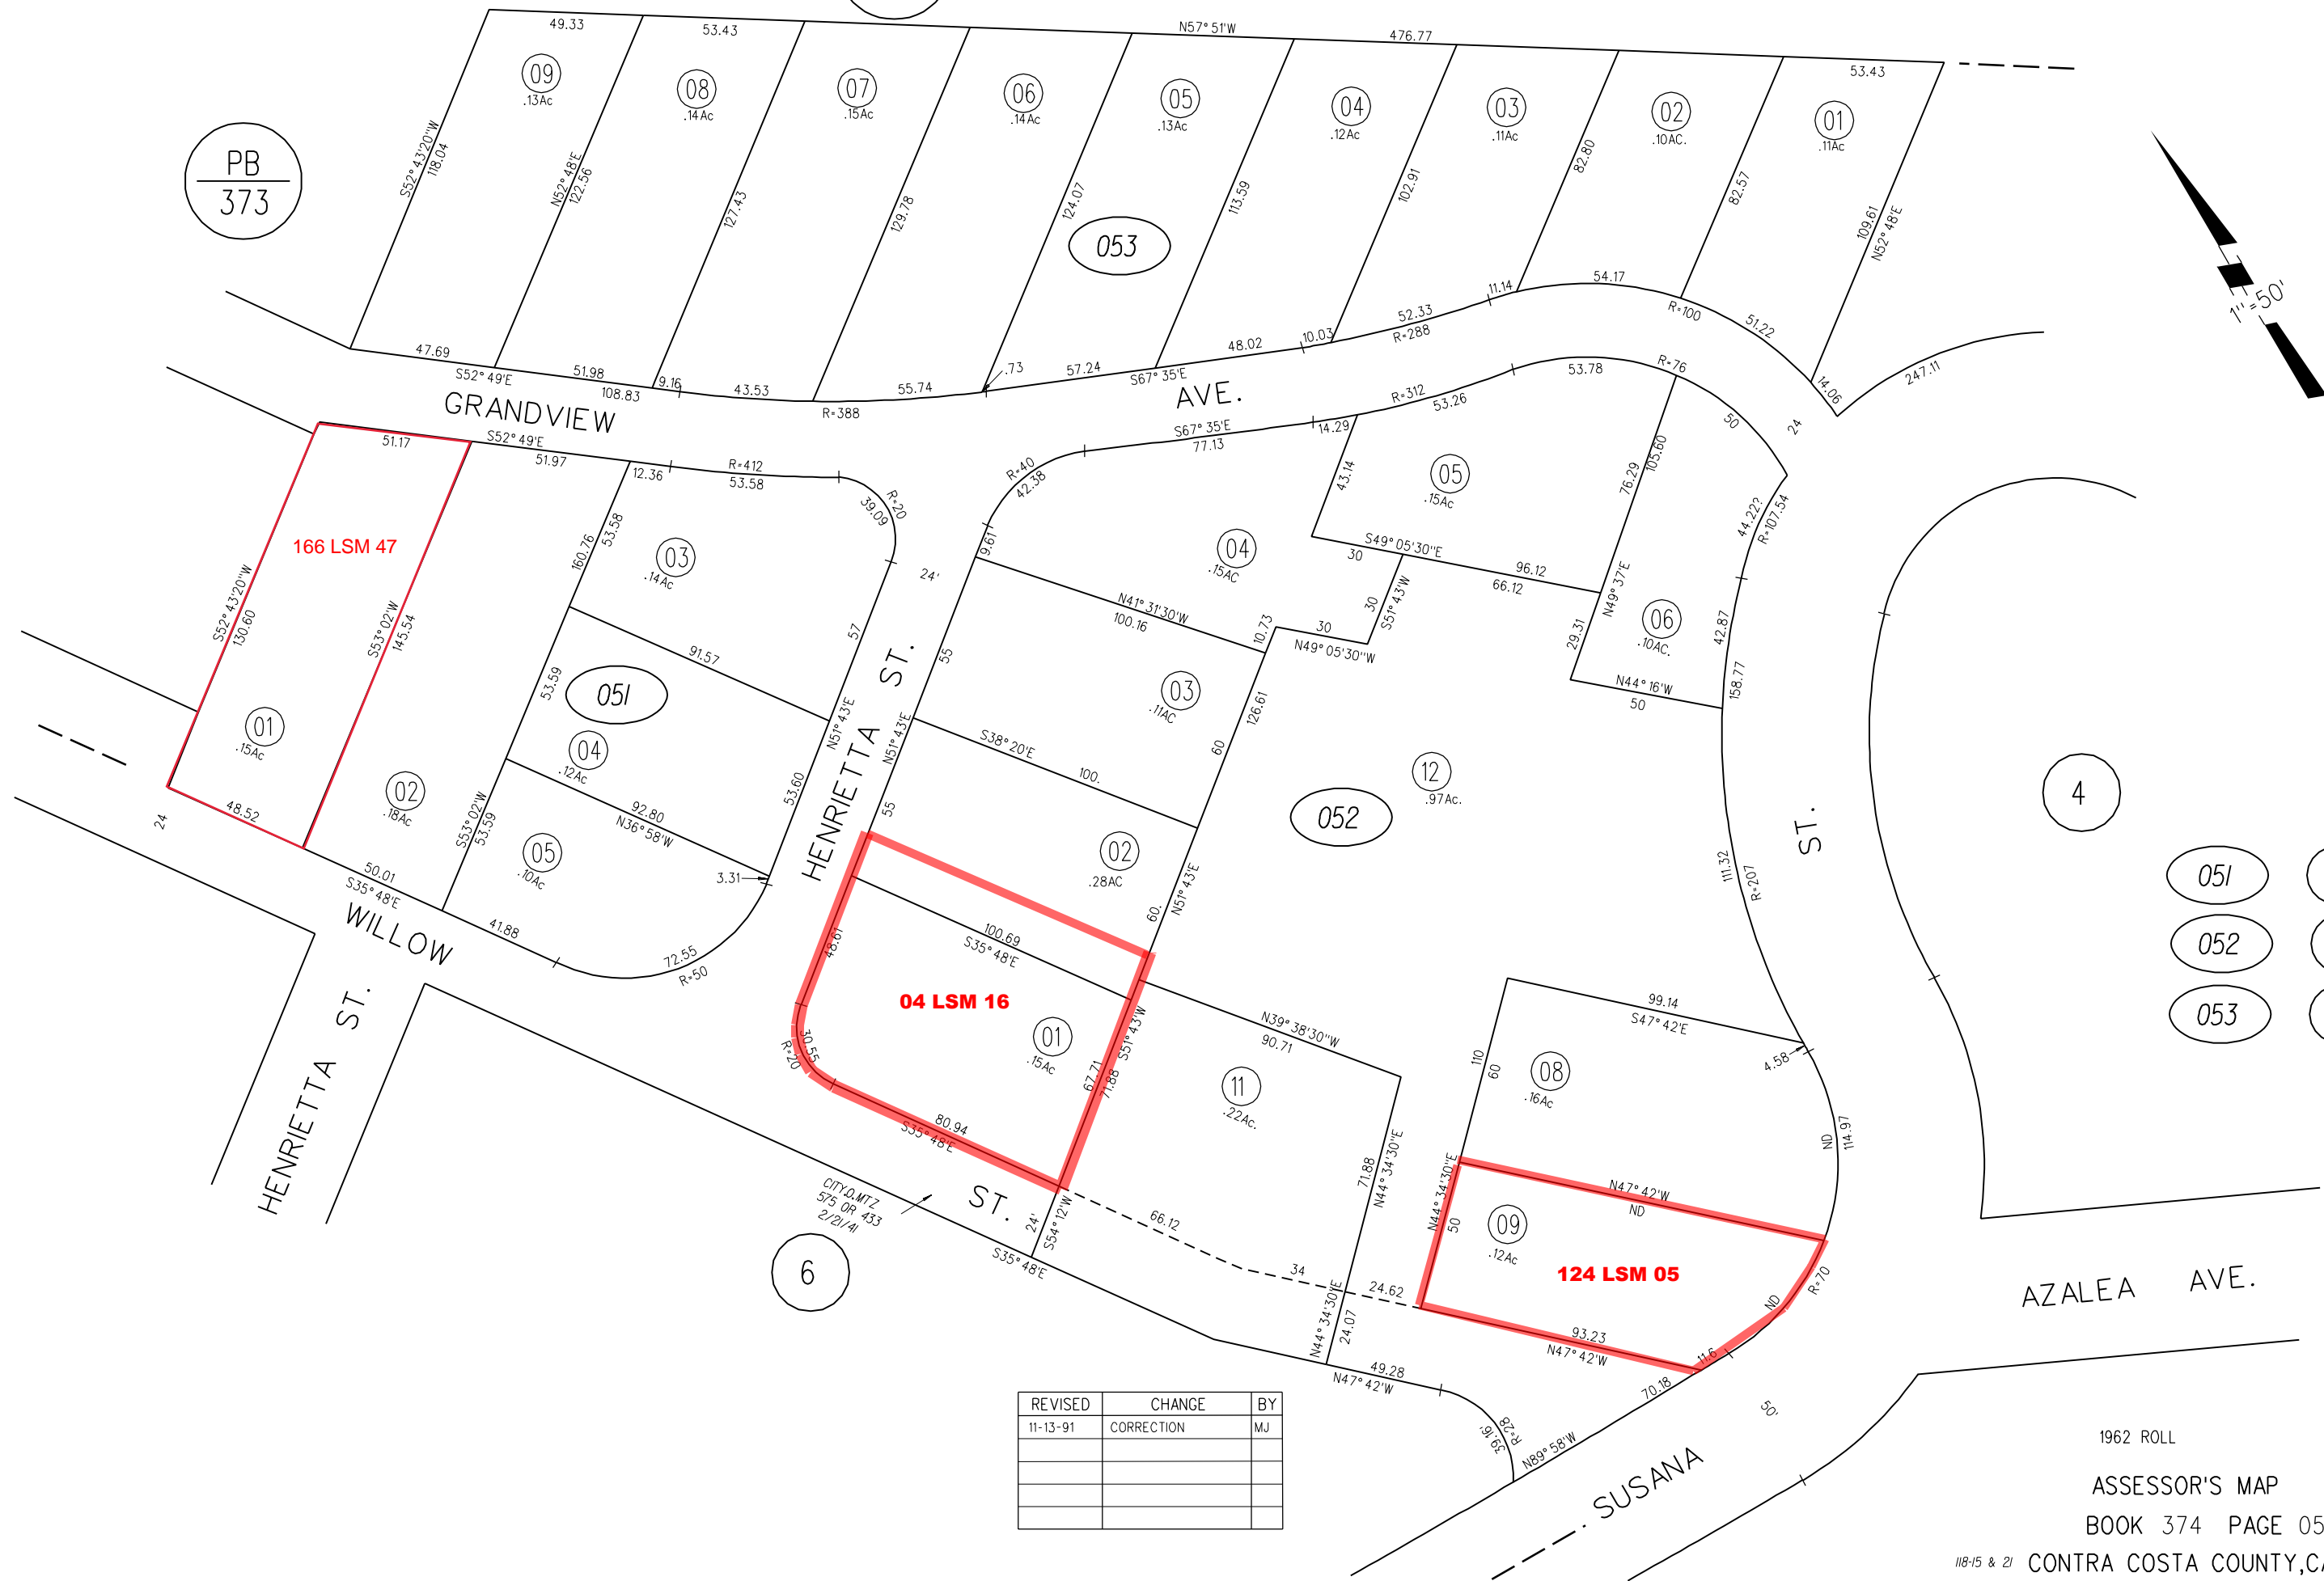 49.33
53.43
N57°51'W
476.77
53.43
09
.13Ac
08
.14Ac
07
.15Ac
06
.14Ac
05
.13Ac
04
.12Ac
03
.11Ac
02
.10AC.
01
.11Ac
PB
373
S52°43'20"W
118.04
N52°48'E
122.56
127.43
129.78
124.07
113.59
102.91
82.80
82.57
109.61
N52°48'E
053
1"=50'
47.69
S52°49'E
51.98
108.83
9.16
43.53
R=388
55.74
.73
57.24
S67°35'E
48.02
10.03
52.33
R=288
11.14
54.17
R=100
51.22
14.06
247.11
GRANDVIEW
AVE.
51.17
S52°49'E
51.97
12.36
R=412
53.58
R=20
39.09
R=40
42.38
S67°35'E
77.13
14.29
R=312
53.26
53.78
R=76
50
24
166 LSM 47
S52°43'20"W
130.60
S53°02'W
145.54
01
.15Ac
48.52
24
160.76
53.58
03
.14Ac
91.57
57
24'
N51°43'E
53.59
051
04
.12Ac
92.80
N36°58'W
53.60
3.31
02
.18Ac
50.01
S35°48'E
S53°02'W
53.59
05
.10Ac
41.88
72.55
R=50
HENRIETTA ST.
WILLOW
HENRIETTA ST.
9.61
04
.15AC
43.14
05
.15Ac
S49°05'30"E
30
96.12
66.12
76.29
105.60
N49°37'E
29.31
06
.10AC.
44.22?
R=107.54
42.87
158.77
N44°16'W
50
N41°31'30"W
100.16
10.73
30
N49°05'30"W
30
S51°43'W
55
N51°43'E
03
.11AC
126.61
60
S38°20'E
100.
55
02
.28AC
60.
N51°43'E
12
.97Ac.
052
111.32
R=207
ST.
4
051
052
053
48.61
100.69
S35°48'E
04 LSM 16
01
.15Ac
30.55
R=20
80.94
S35°48'E
67.71
S51°43'W
71.88
N39°38'30"W
90.71
11
.22Ac.
71.88
N44°34'30"E
99.14
S47°42'E
110
60
08
.16Ac
4.58
ND
114.97
N44°34'30"E
50
N47°42'W
ND
09
.12Ac
124 LSM 05
ND
R=70
93.23
N47°42'W
11.6
70.18
50'
CITY.O.MTZ
575 OR 433
2/21/41
ST.
24'
S54°12'W
S35°48'E
66.12
34
24.62
N44°34'30"E
24.07
49.28
N47°42'W
39.16'
R=28
N89°58'W
6
SUSANA
AZALEA AVE.
REVISED CHANGE BY
11-13-91 CORRECTION MJ
1962 ROLL
ASSESSOR'S MAP
BOOK 374 PAGE 05
118-15 & 21 CONTRA COSTA COUNTY,